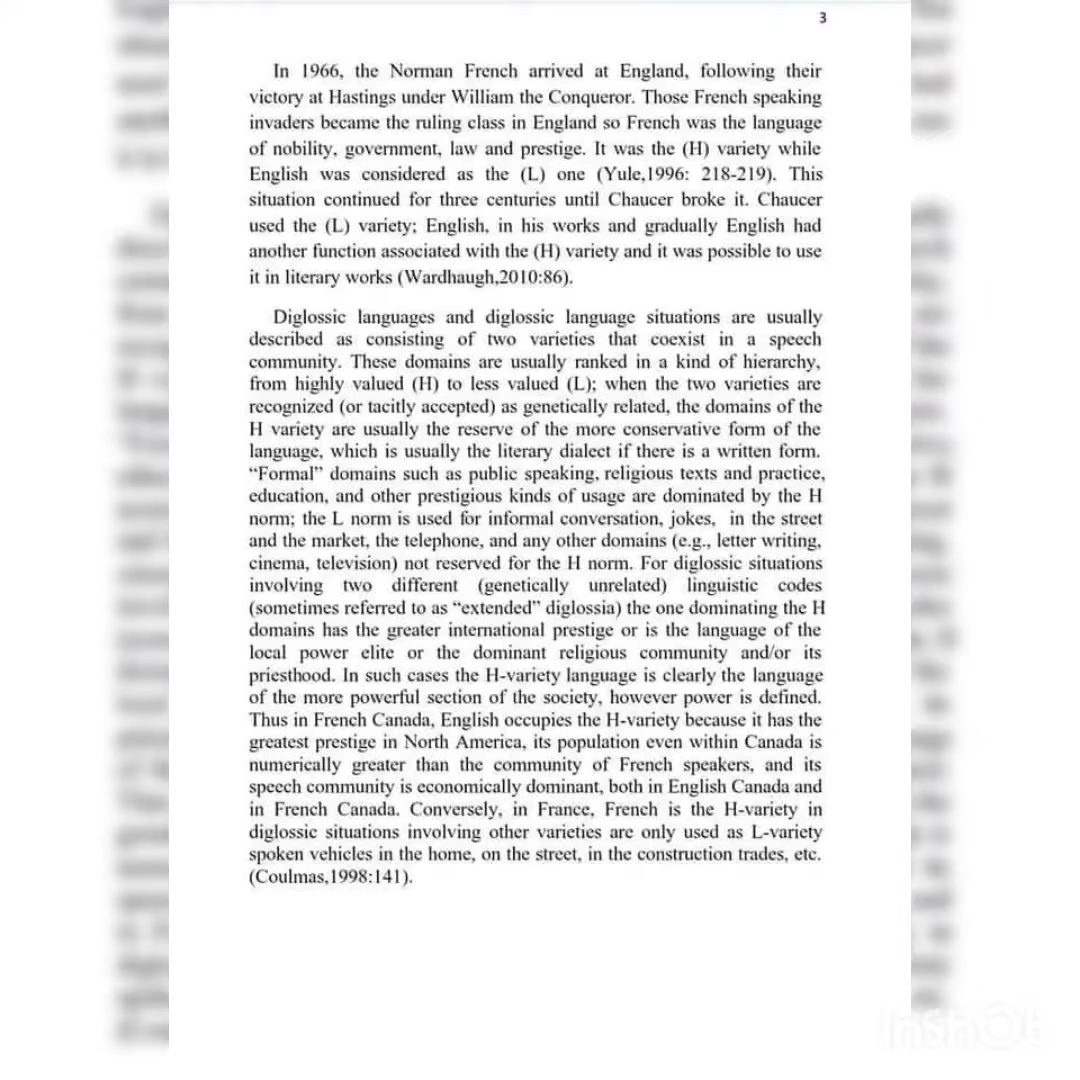 3
In 1966, the Norman French arrived at England, following their
victory at Hastings under William the Conqueror. Those French speaking
invaders became the ruling class in England so French was the language
of nobility, government, law and prestige. It was the (H) variety while
English was considered as the (L) one (Yule,1996: 218-219). This
situation continued for three centuries until Chaucer broke it. Chaucer
used the (L) variety; English, in his works and gradually English had
another function associated with the (H) variety and it was possible to use
it in literary works (Wardhaugh,2010:86).
Diglossic languages and diglossic language situations are usually
described as consisting of two varieties that coexist in a speech
community. These domains are usually ranked in a kind of hierarchy,
from highly valued (H) to less valued (L); when the two varieties are
recognized (or tacitly accepted) as genetically related, the domains of the
H variety are usually the reserve of the more conservative form of the
language, which is usually the literary dialect if there is a written form.
“Formal” domains such as public speaking, religious texts and practice,
education, and other prestigious kinds of usage are dominated by the H
norm; the L norm is used for informal conversation, jokes, in the street
and the market, the telephone, and any other domains (e.g., letter writing,
cinema, television) not reserved for the H norm. For diglossic situations
involving two different (genetically unrelated) linguistic codes
(sometimes referred to as “extended” diglossia) the one dominating the H
domains has the greater international prestige or is the language of the
local power elite or the dominant religious community and/or its
priesthood. In such cases the H-variety language is clearly the language
of the more powerful section of the society, however power is defined.
Thus in French Canada, English occupies the H-variety because it has the
greatest prestige in North America, its population even within Canada is
numerically greater than the community of French speakers, and its
speech community is economically dominant, both in English Canada and
in French Canada. Conversely, in France, French is the H-variety in
diglossic situations involving other varieties are only used as L-variety
spoken vehicles in the home, on the street, in the construction trades, etc.
(Coulmas,1998:141).
InShOt